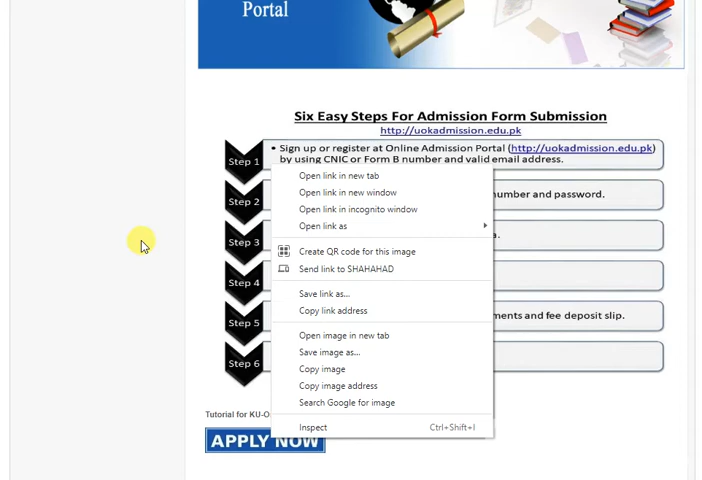 Portal
Six Easy Steps For Admission Form Submission
http://uokadmission.edu.pk
Step 1
• Sign up or register at Online Admission Portal (http://uokadmission.edu.pk)
by using CNIC or Form B number and valid email address.
Open link in new tab
Step 2
Open link in new window
umber and password.
Open link in incognito window
Open link as
Step 3
a.
Create QR code for this image
Send link to SHAHAHAD
Step 4
Save link as...
Copy link address
Step 5
ments and fee deposit slip.
Open image in new tab
Save image as...
Step 6
Copy image
Copy image address
Search Google for image
Tutorial for KU-O
Inspect Ctrl+Shift+I
APPLY NOW